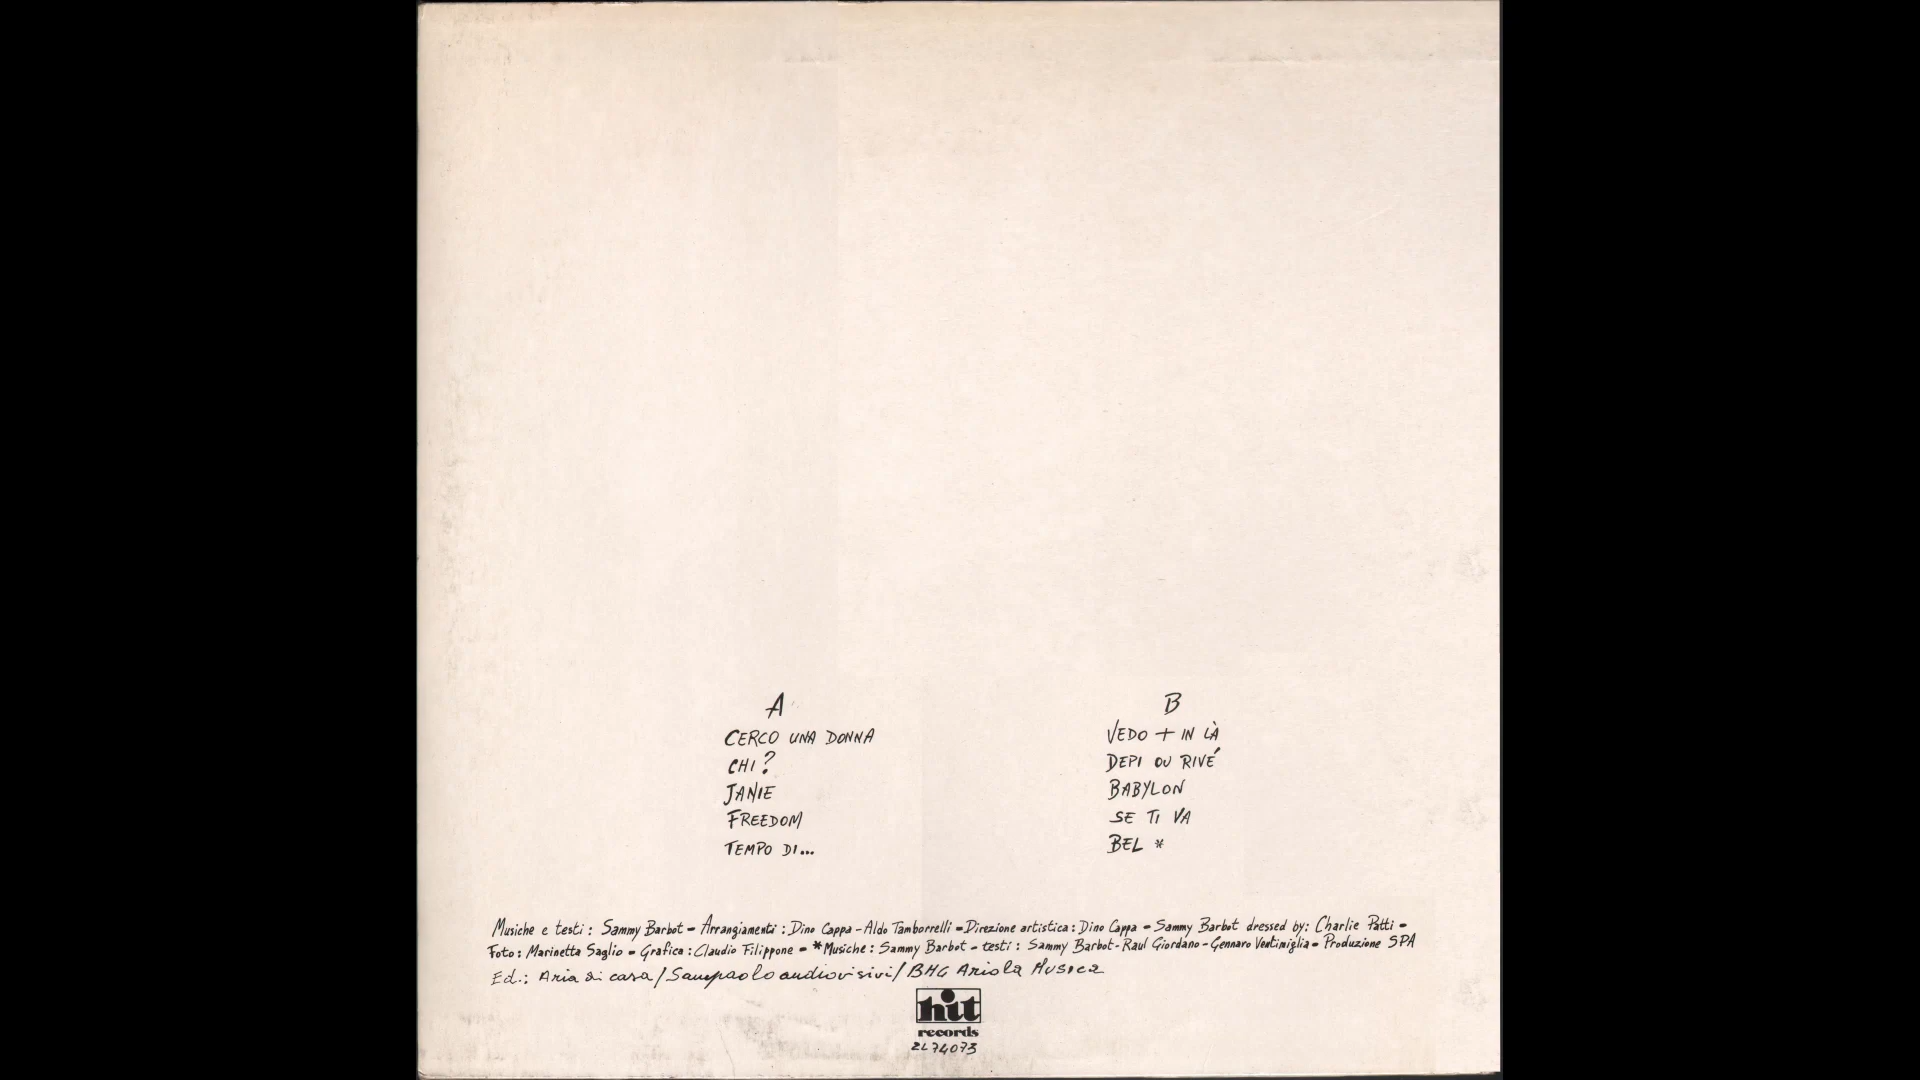 A
CERCO UNA DONNA
CHI?
JANIE
FREEDOM
TEMPO DI...
B
VEDO + IN LÀ
DEPI OU RIVÉ
BABYLON
SE TI VA
BEL *
Musiche e testi: Sammy Barbot - Arrangiamenti: Dino Cappa - Aldo Tamborrelli - Direzione artistica: Dino Cappa - Sammy Barbot dressed by: Charlie Patti -
Foto: Marinetta Saglio - Grafica: Claudio Filippone - *Musiche: Sammy Barbot - testi: Sammy Barbot - Raul Giordano - Gennaro Ventimiglia - Produzione SPA
Ed.: Aria di casa / Sanpaolo audiovisivi / BMG Ariola Musica
hit
records
ZL 74073